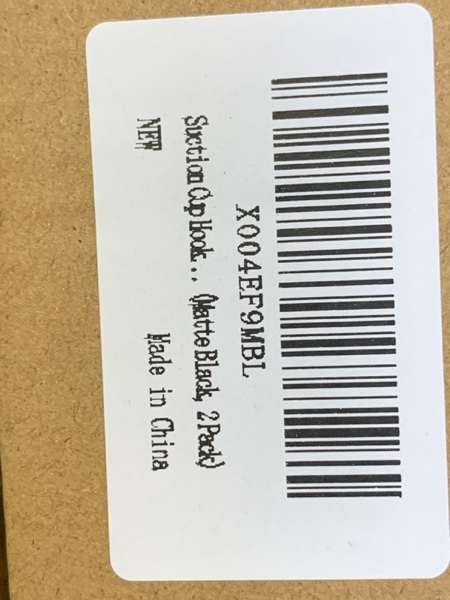 X004EF9MBL
Suction Cup Hook... (Matte Black, 2 Pack)
NEW
Made in China